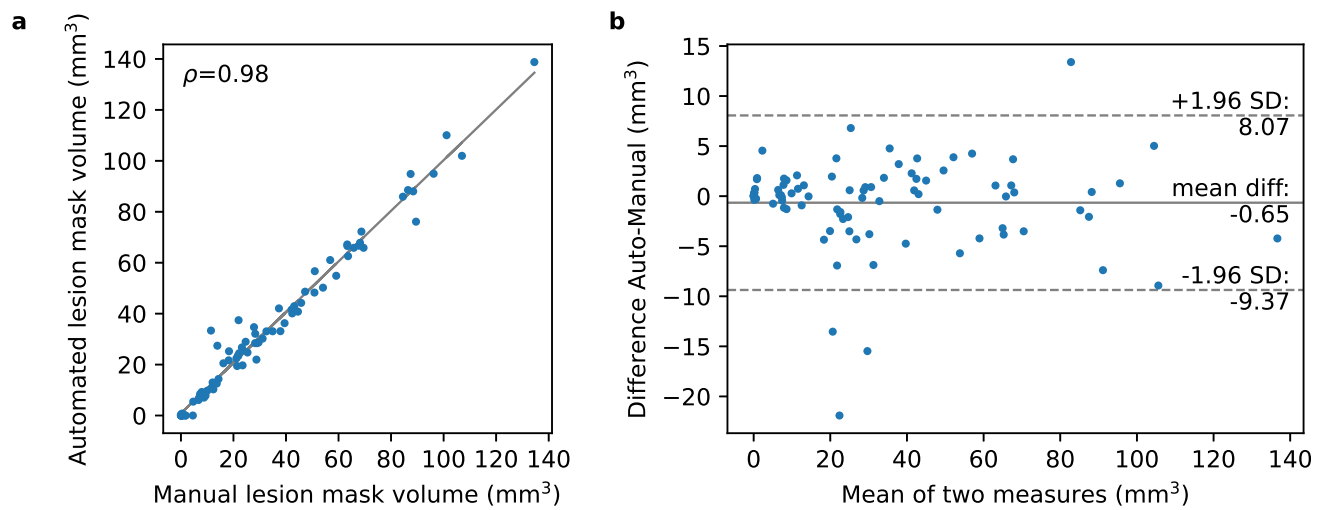 a
Automated lesion mask volume (mm³)
140
120
100
80
60
40
20
0
ρ=0.98
0 20 40 60 80 100 120 140
Manual lesion mask volume (mm³)
b
Difference Auto-Manual (mm³)
15
10
5
0
−5
−10
−15
−20
+1.96 SD:
8.07
mean diff:
-0.65
-1.96 SD:
-9.37
0 20 40 60 80 100 120 140
Mean of two measures (mm³)